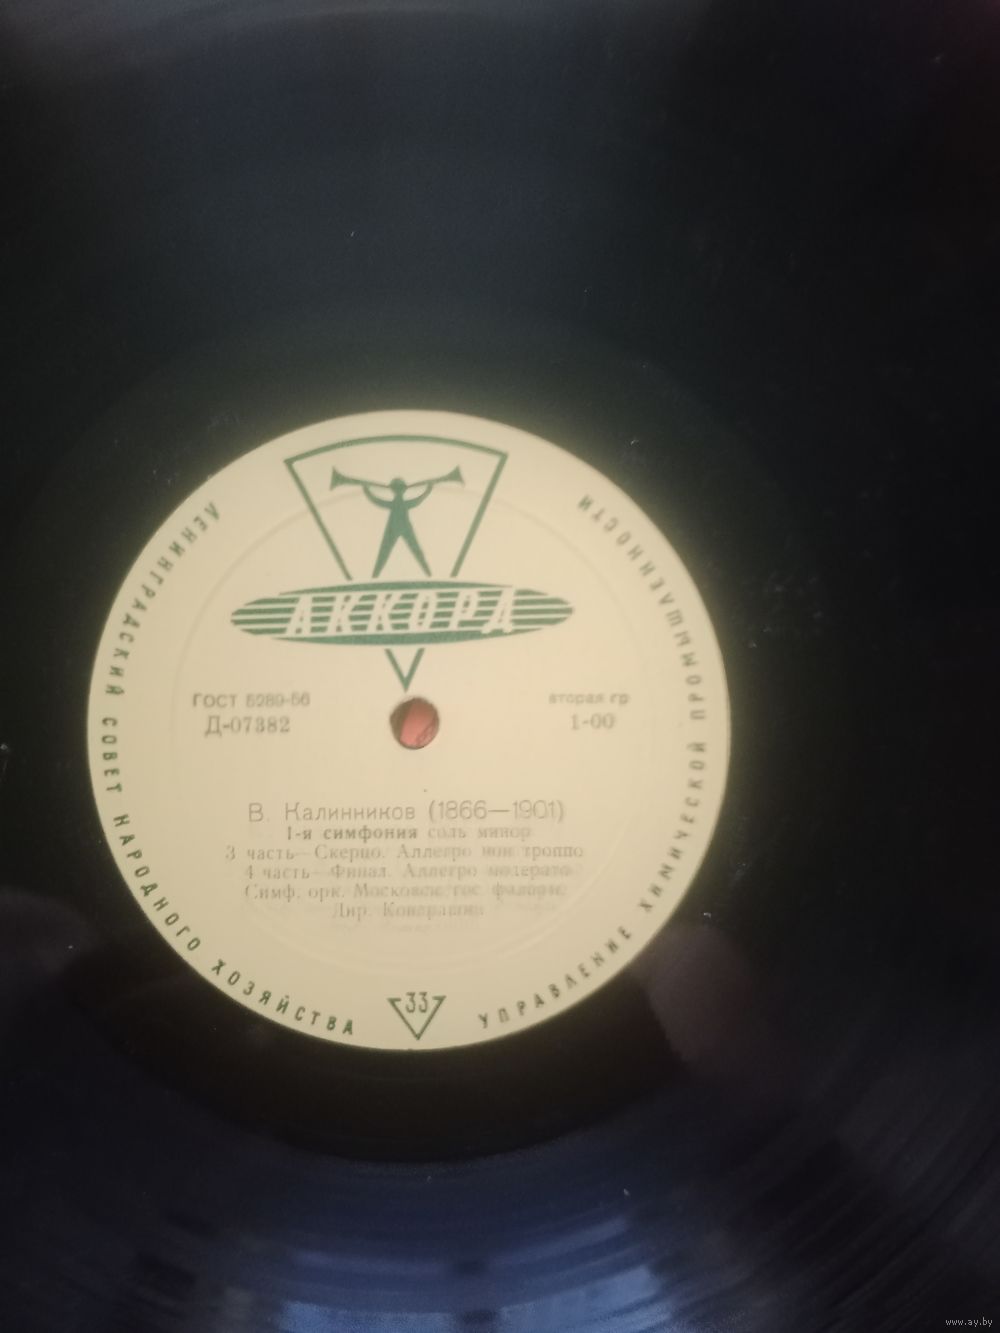 ЛЕНИНГРАДСКИЙ СОВЕТ НАРОДНОГО ХОЗЯЙСТВА
УПРАВЛЕНИЕ ХИМИЧЕСКОЙ ПРОМЫШЛЕННОСТИ
АККОРД
ГОСТ 5289-56
вторая гр
Д-07382
1-00
В. Калинников (1866—1901)
1-я симфония соль минор
3 часть—Скерцо. Аллегро нон троппо
4 часть—Финал. Аллегро модерато
Симф. орк. Московск. гос. филарм.
Дир. Кондрашин
33
www.ay.by